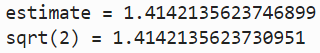 estimate = 1.4142135623746899
sqrt(2) = 1.4142135623730951